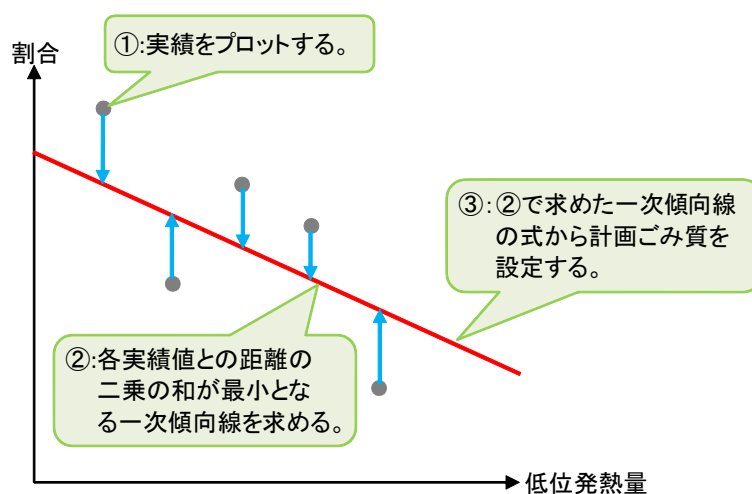 ①:実績をプロットする。
割合
③:②で求めた一次傾向線
の式から計画ごみ質を
設定する。
②:各実績値との距離の
二乗の和が最小とな
る一次傾向線を求める。
低位発熱量